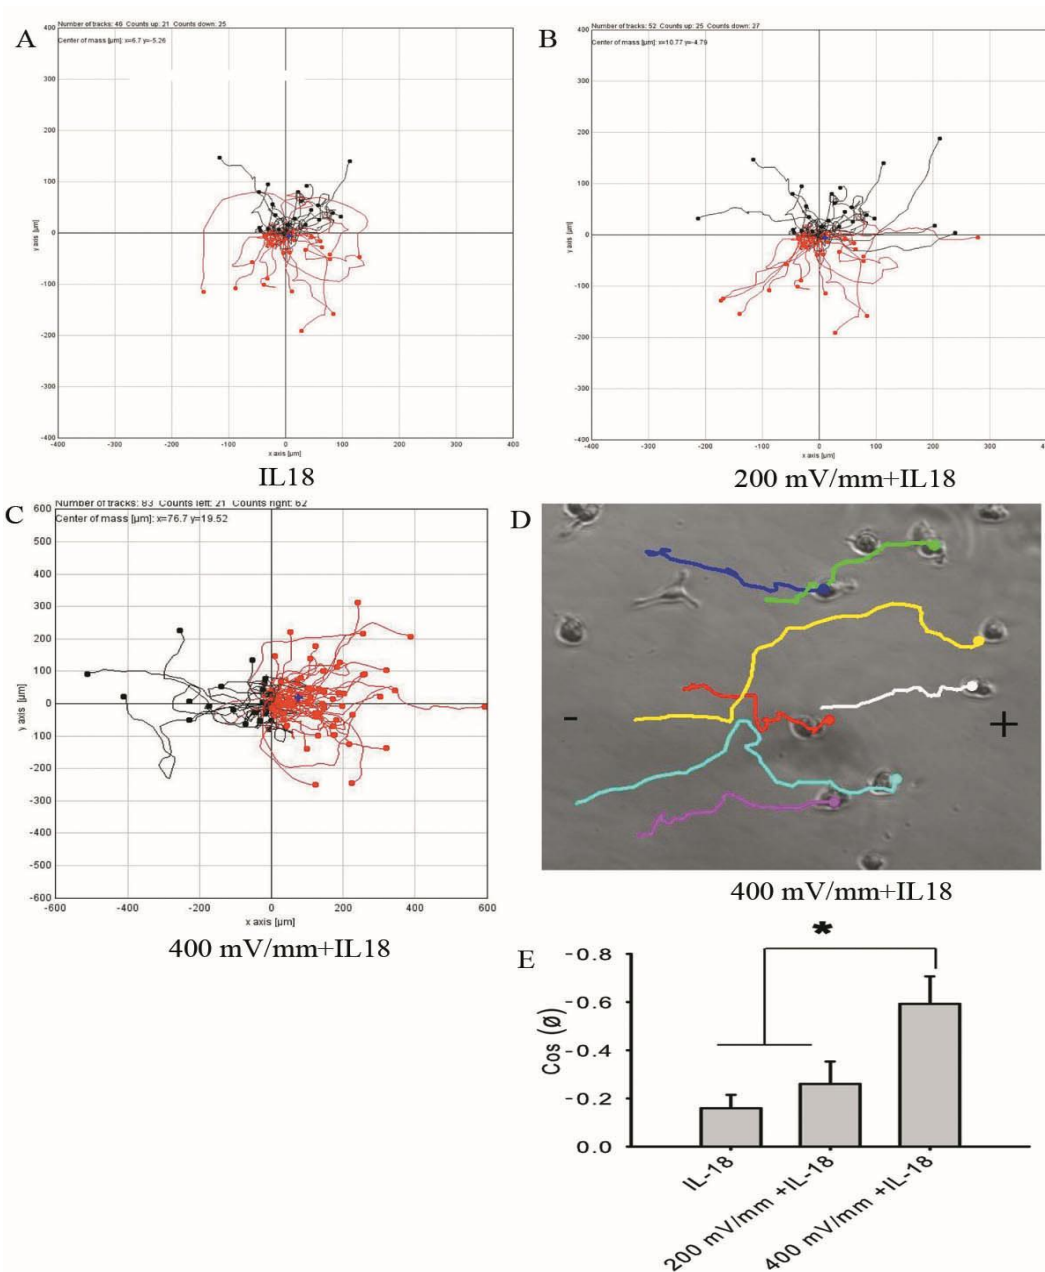 A
Number of tracks: 46 Counts up: 21 Counts down: 25
Center of mass [µm]: x=6.7 y=-5.26
400
300
200
100
0
-100
-200
-300
-400
y axis [µm]
-400 -300 -200 -100 0 100 200 300 400
x axis [µm]
IL18
B
Number of tracks: 52 Counts up: 25 Counts down: 27
Center of mass [µm]: x=10.77 y=-4.79
400
300
200
100
0
-100
-200
-300
-400
y axis [µm]
-400 -300 -200 -100 0 100 200 300 400
x axis [µm]
200 mV/mm+IL18
C
Number of tracks: 83 Counts left: 21 Counts right: 62
Center of mass [µm]: x=76.7 y=19.52
600
500
400
300
200
100
0
-100
-200
-300
-400
-500
-600
y axis [µm]
-600 -400 -200 0 200 400 600
x axis [µm]
400 mV/mm+IL18
D
- +
400 mV/mm+IL18
E
*
-0.8
-0.6
-0.4
-0.2
0.0
Cos (ø)
IL-18
200 mV/mm +IL-18
400 mV/mm +IL-18